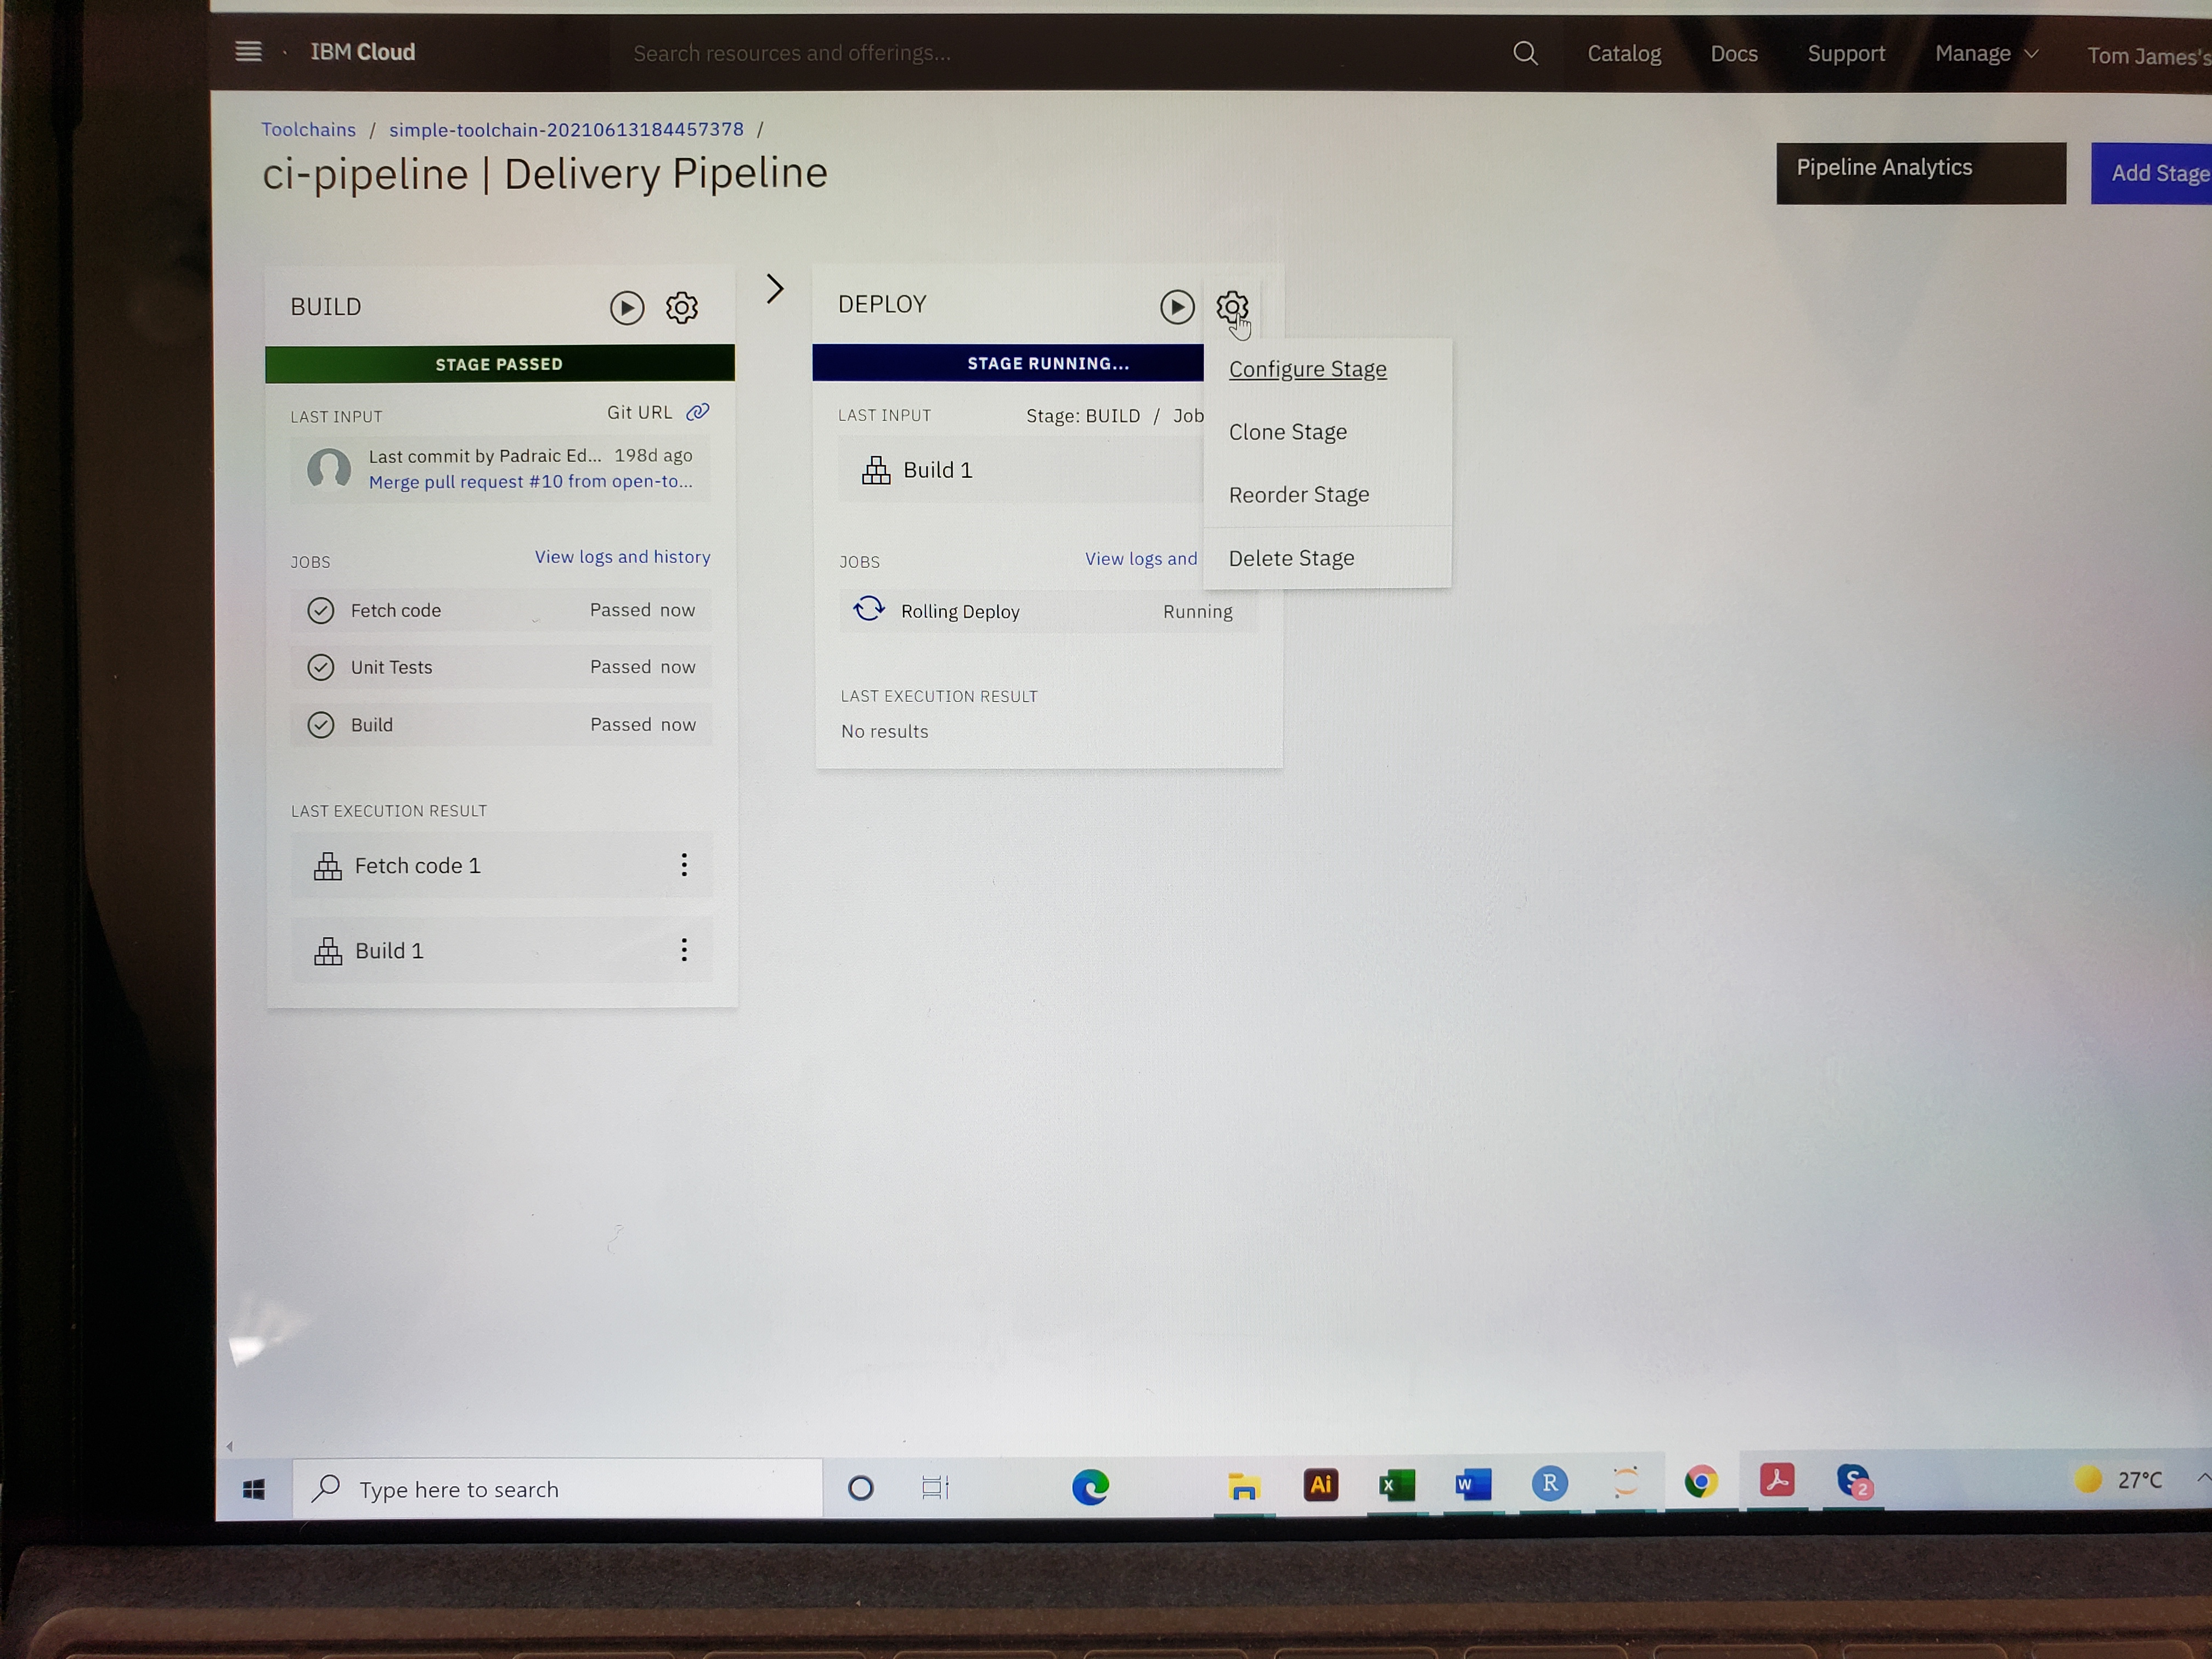 IBM Cloud
Search resources and offerings...
Catalog
Docs
Support
Manage
Tom James's
Toolchains / simple-toolchain-20210613184457378 /
ci-pipeline | Delivery Pipeline
Pipeline Analytics
Add Stage
BUILD
STAGE PASSED
LAST INPUT
Git URL
Last commit by Padraic Ed... 198d ago
Merge pull request #10 from open-to...
JOBS
View logs and history
Fetch code Passed now
Unit Tests Passed now
Build Passed now
LAST EXECUTION RESULT
Fetch code 1
Build 1
DEPLOY
STAGE RUNNING...
LAST INPUT
Stage: BUILD / Job
Build 1
JOBS
View logs and
Rolling Deploy Running
LAST EXECUTION RESULT
No results
Configure Stage
Clone Stage
Reorder Stage
Delete Stage
Type here to search
Ai
X
W
R
S
2
27°C